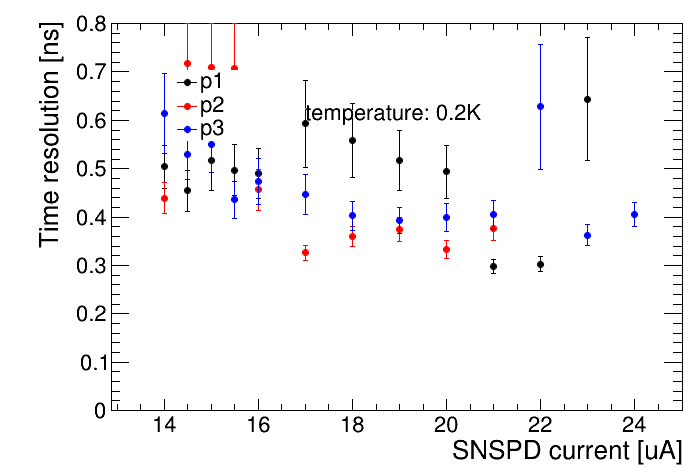 Time resolution [ns]
0.8
0.7
0.6
0.5
0.4
0.3
0.2
0.1
0
p1
p2
p3
temperature: 0.2K
14 16 18 20 22 24
SNSPD current [uA]